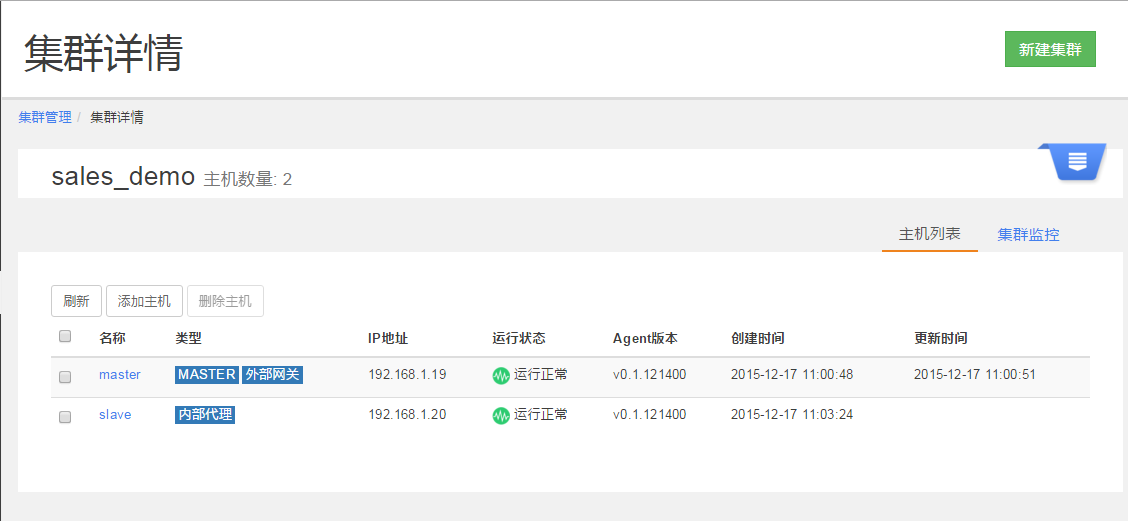 集群详情
新建集群
集群管理 / 集群详情
sales_demo 主机数量: 2
主机列表 集群监控
刷新 添加主机 删除主机
名称 类型 IP地址 运行状态 Agent版本 创建时间 更新时间
master MASTER 外部网关 192.168.1.19 运行正常 v0.1.121400 2015-12-17 11:00:48 2015-12-17 11:00:51
slave 内部代理 192.168.1.20 运行正常 v0.1.121400 2015-12-17 11:03:24